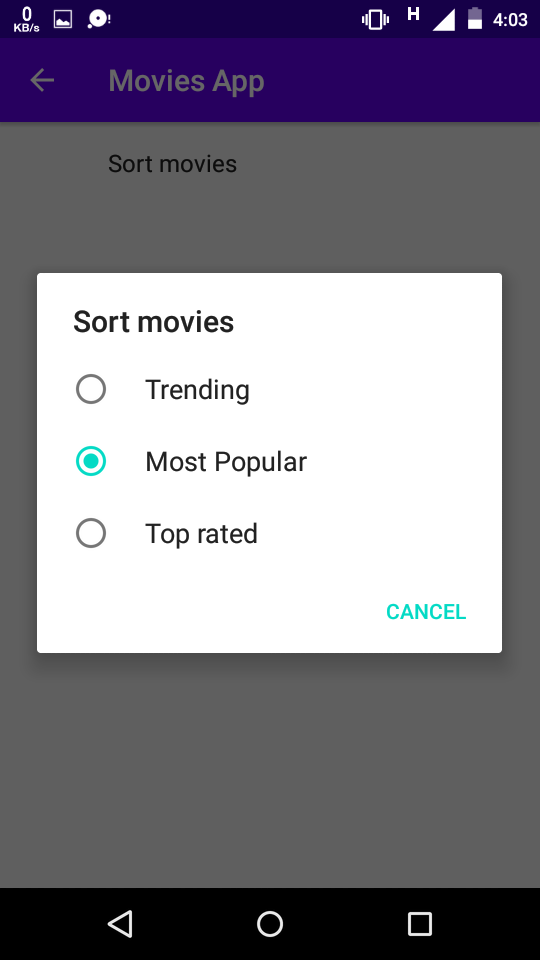 0
KB/s
H
4:03
Movies App
Sort movies
Sort movies
Trending
Most Popular
Top rated
CANCEL